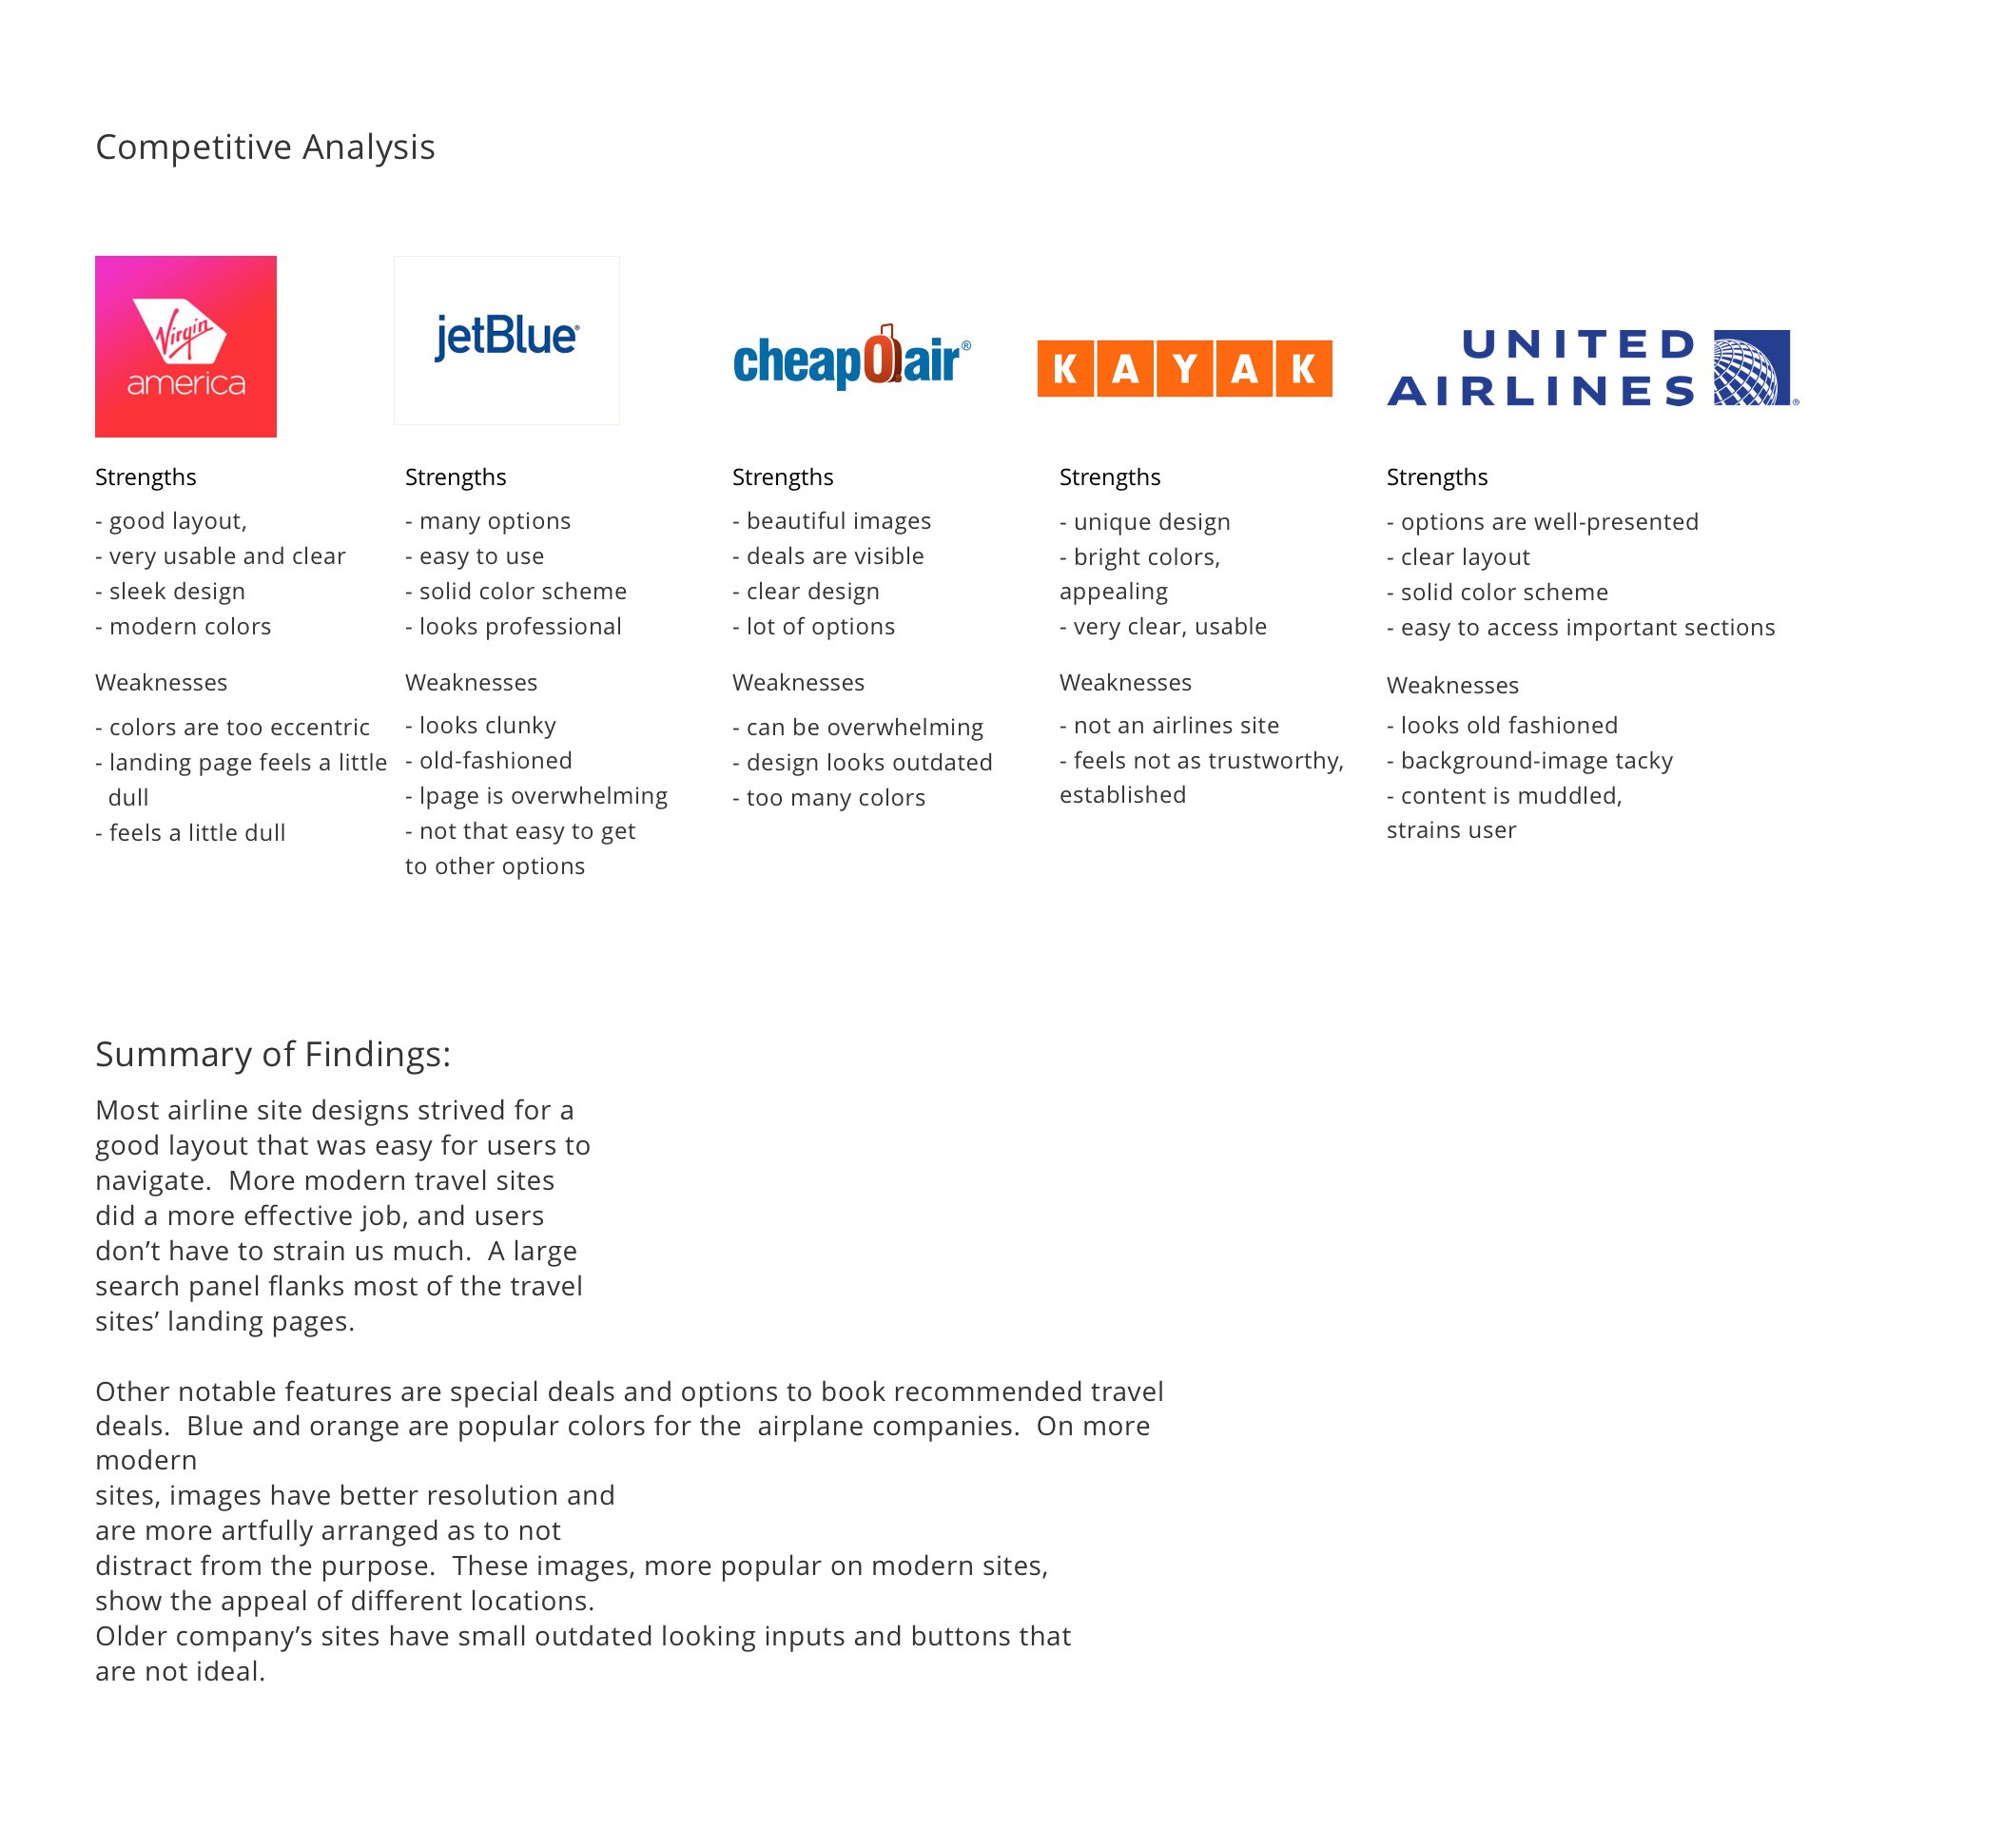 Competitive Analysis
Virgin
america
jetBlue®
cheapOair®
KAYAK
UNITED
AIRLINES®
Strengths
- good layout,
- very usable and clear
- sleek design
- modern colors
Weaknesses
- colors are too eccentric
- landing page feels a little
dull
- feels a little dull
Strengths
- many options
- easy to use
- solid color scheme
- looks professional
Weaknesses
- looks clunky
- old-fashioned
- lpage is overwhelming
- not that easy to get
to other options
Strengths
- beautiful images
- deals are visible
- clear design
- lot of options
Weaknesses
- can be overwhelming
- design looks outdated
- too many colors
Strengths
- unique design
- bright colors,
appealing
- very clear, usable
Weaknesses
- not an airlines site
- feels not as trustworthy,
established
Strengths
- options are well-presented
- clear layout
- solid color scheme
- easy to access important sections
Weaknesses
- looks old fashioned
- background-image tacky
- content is muddled,
strains user
Summary of Findings:
Most airline site designs strived for a
good layout that was easy for users to
navigate.  More modern travel sites
did a more effective job, and users
don’t have to strain us much.  A large
search panel flanks most of the travel
sites’ landing pages.
Other notable features are special deals and options to book recommended travel
deals.  Blue and orange are popular colors for the  airplane companies.  On more
modern
sites, images have better resolution and
are more artfully arranged as to not
distract from the purpose.  These images, more popular on modern sites,
show the appeal of different locations.
Older company’s sites have small outdated looking inputs and buttons that
are not ideal.